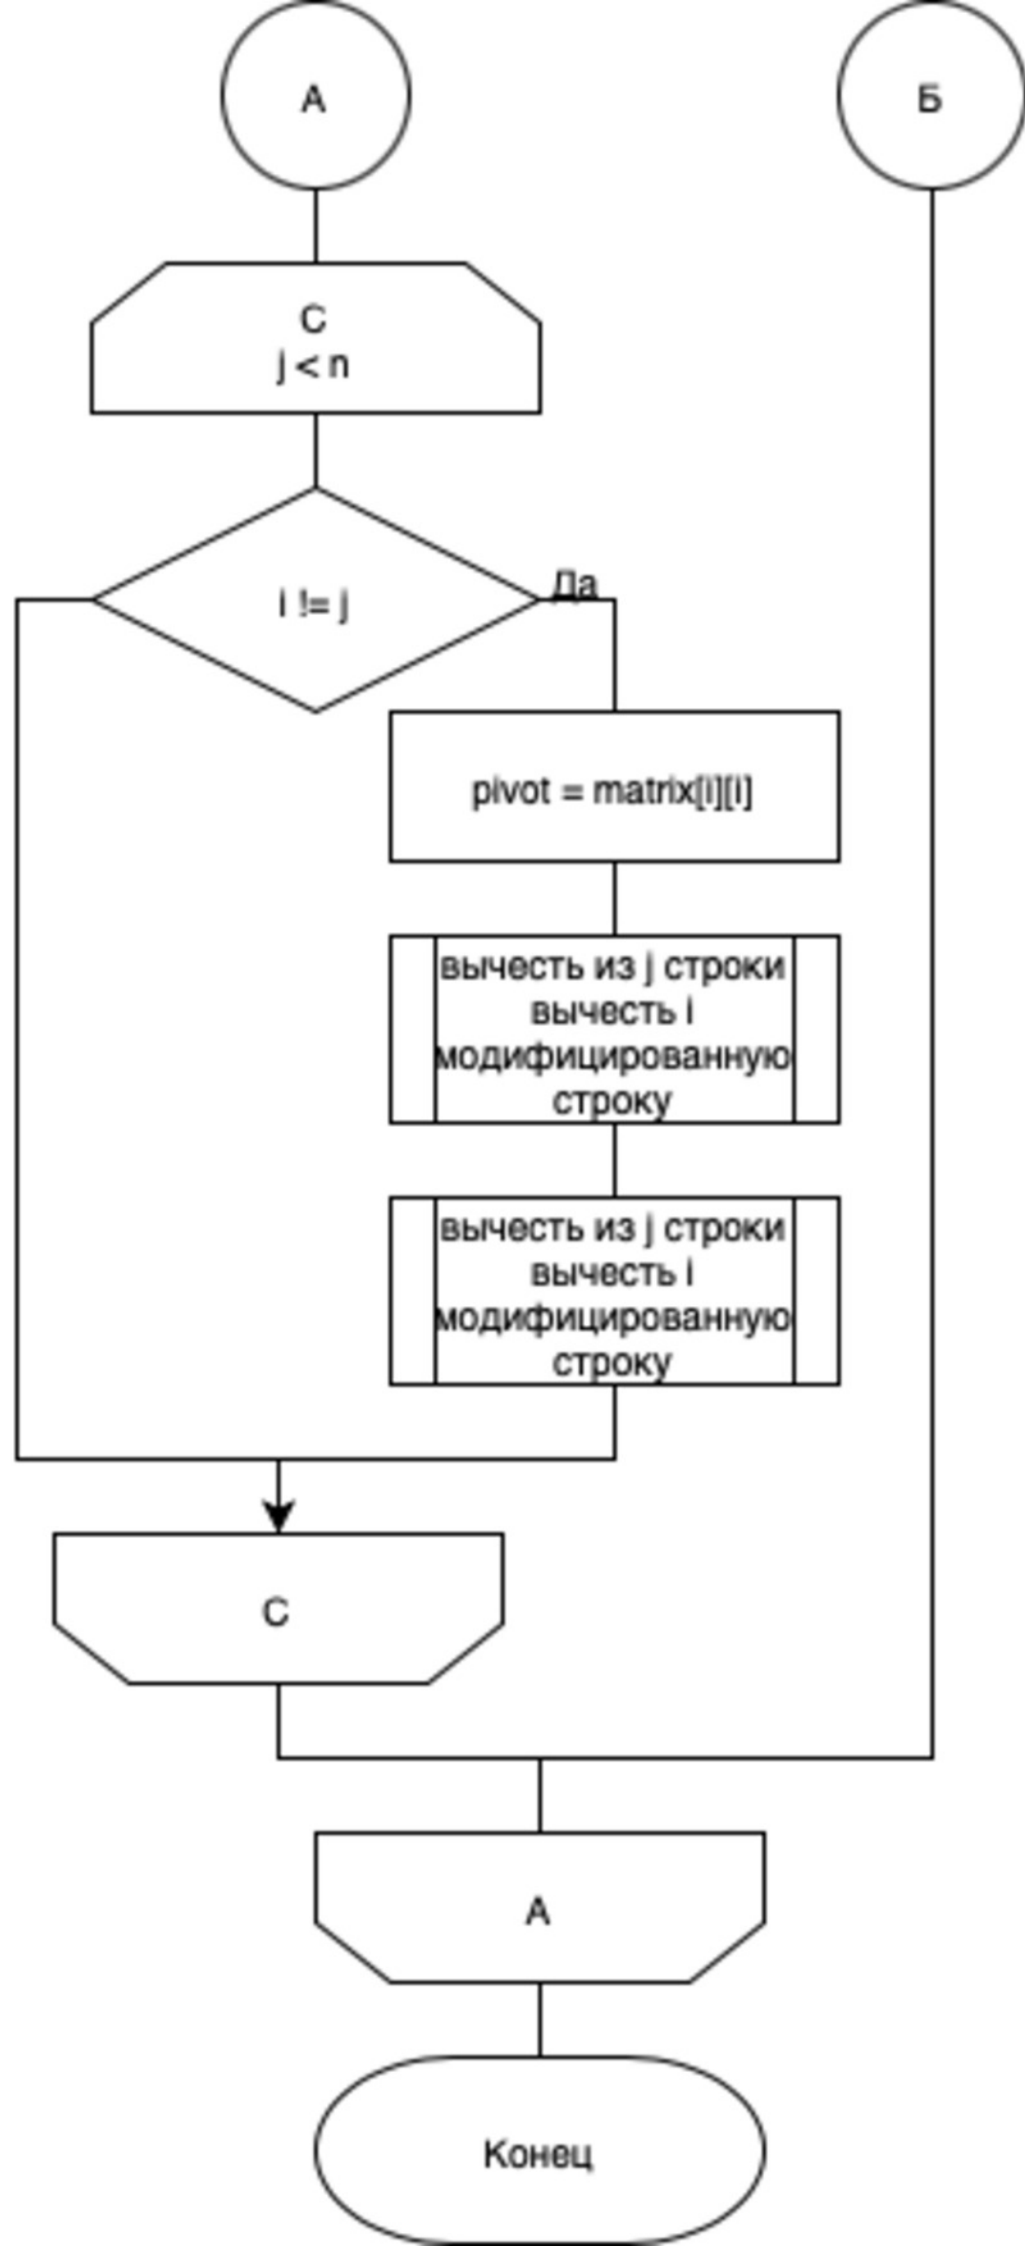 А
Б
С
j < n
i != j
Да
pivot = matrix[i][i]
вычесть из j строки
вычесть i
модифицированную
строку
вычесть из j строки
вычесть i
модифицированную
строку
С
А
Конец